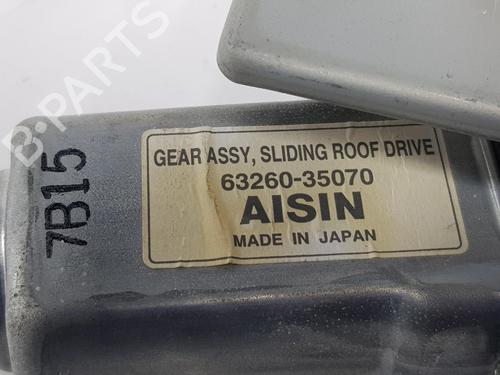 B-PARTS
GEAR ASSY, SLIDING ROOF DRIVE
63260-35070
AISIN
MADE IN JAPAN
7B15